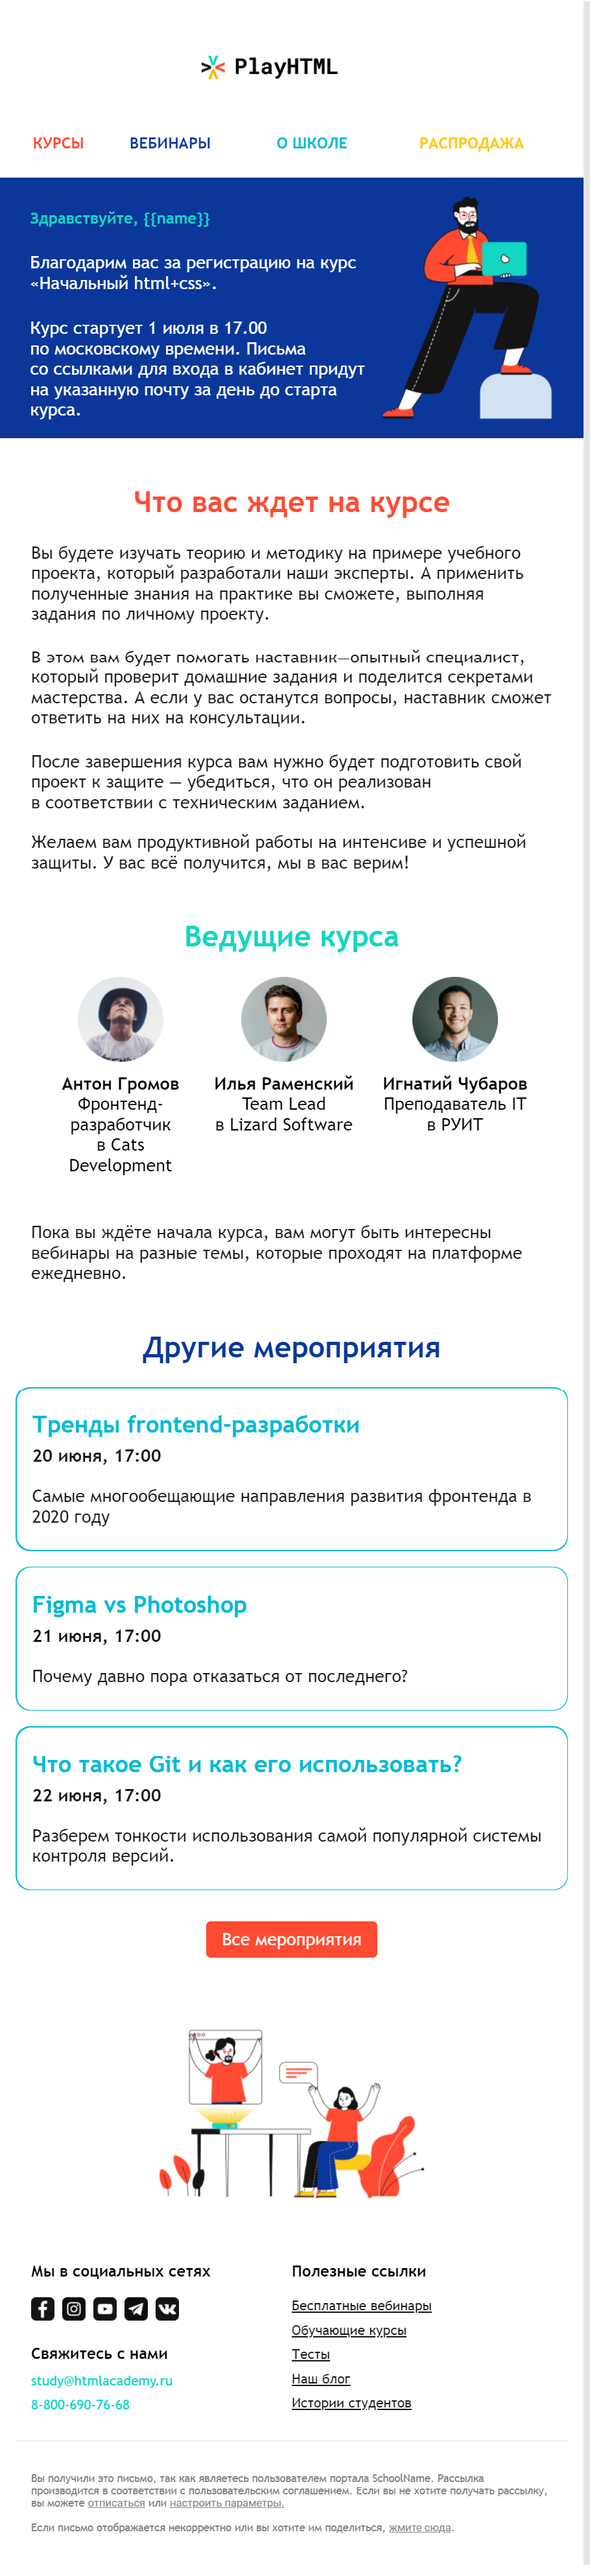 PlayHTML
КУРСЫ ВЕБИНАРЫ О ШКОЛЕ РАСПРОДАЖА
Здравствуйте, {{name}}
Благодарим вас за регистрацию на курс
«Начальный html+css».
Курс стартует 1 июля в 17.00
по московскому времени. Письма
со ссылками для входа в кабинет придут
на указанную почту за день до старта
курса.
Что вас ждет на курсе
Вы будете изучать теорию и методику на примере учебного
проекта, который разработали наши эксперты. А применить
полученные знания на практике вы сможете, выполняя
задания по личному проекту.
В этом вам будет помогать наставник—опытный специалист,
который проверит домашние задания и поделится секретами
мастерства. А если у вас останутся вопросы, наставник сможет
ответить на них на консультации.
После завершения курса вам нужно будет подготовить свой
проект к защите — убедиться, что он реализован
в соответствии с техническим заданием.
Желаем вам продуктивной работы на интенсиве и успешной
защиты. У вас всё получится, мы в вас верим!
Ведущие курса
Антон Громов
Фронтенд-
разработчик
в Cats
Development
Илья Раменский
Team Lead
в Lizard Software
Игнатий Чубаров
Преподаватель IT
в РУИТ
Пока вы ждёте начала курса, вам могут быть интересны
вебинары на разные темы, которые проходят на платформе
ежедневно.
Другие мероприятия
Тренды frontend-разработки
20 июня, 17:00
Самые многообещающие направления развития фронтенда в
2020 году
Figma vs Photoshop
21 июня, 17:00
Почему давно пора отказаться от последнего?
Что такое Git и как его использовать?
22 июня, 17:00
Разберем тонкости использования самой популярной системы
контроля версий.
Все мероприятия
Мы в социальных сетях
Свяжитесь с нами
study@htmlacademy.ru
8-800-690-76-68
Полезные ссылки
Бесплатные вебинары
Обучающие курсы
Тесты
Наш блог
Истории студентов
Вы получили это письмо, так как являетесь пользователем портала SchoolName. Рассылка
производится в соответствии с пользовательским соглашением. Если вы не хотите получать рассылку,
вы можете отписаться или настроить параметры.
Если письмо отображается некорректно или вы хотите им поделиться, жмите сюда.